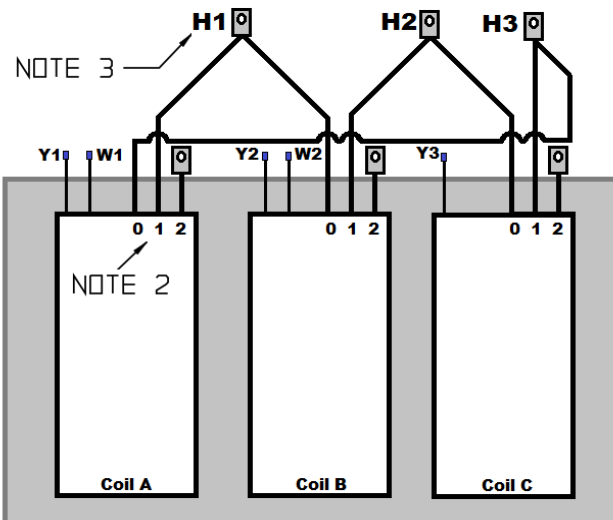 H1 H2 H3
NOTE 3
Y1 W1 Y2 W2 Y3
0 1 2 0 1 2 0 1 2
NOTE 2
Coil A Coil B Coil C